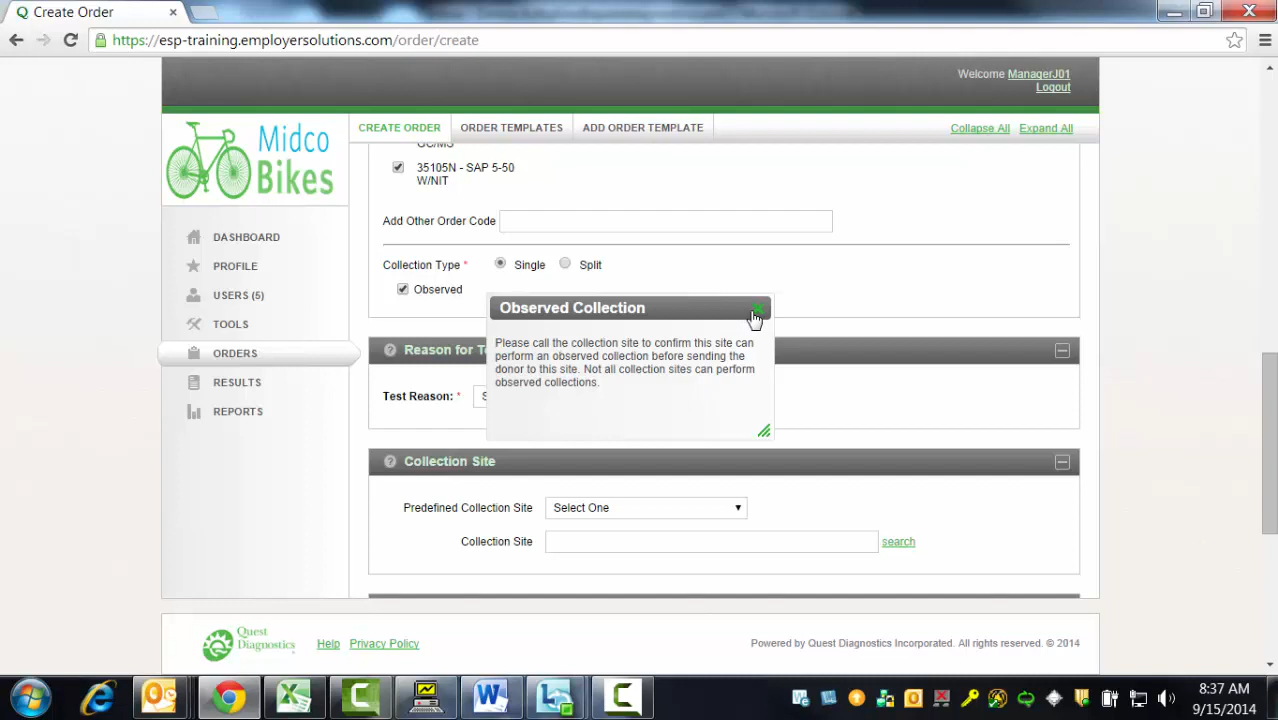 Create Order
https://esp-training.employersolutions.com/order/create
Welcome ManagerJ01
Logout
Midco
Bikes
CREATE ORDER
ORDER TEMPLATES
ADD ORDER TEMPLATE
Collapse All
Expand All
GC/MS
35105N - SAP 5-50
W/NIT
DASHBOARD
PROFILE
USERS (5)
TOOLS
ORDERS
RESULTS
REPORTS
Add Other Order Code
Collection Type * Single Split
Observed
Observed Collection
Please call the collection site to confirm this site can
perform an observed collection before sending the
donor to this site. Not all collection sites can perform
observed collections.
Reason for T
Test Reason: * S
Collection Site
Predefined Collection Site Select One
Collection Site search
Quest
Diagnostics
Help Privacy Policy
Powered by Quest Diagnostics Incorporated. All rights reserved. © 2014
8:37 AM
9/15/2014